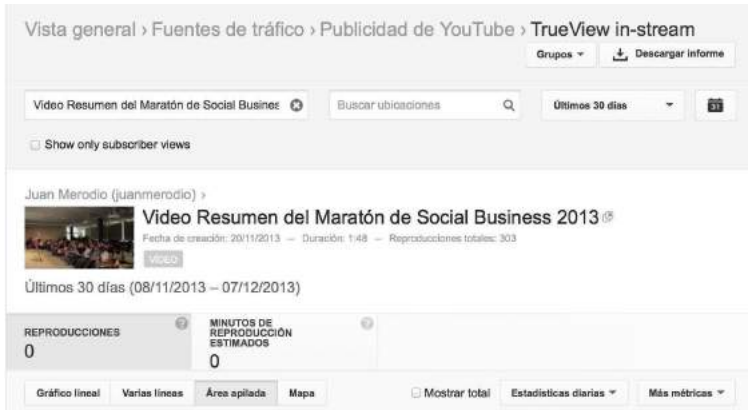 Vista general › Fuentes de tráfico › Publicidad de YouTube › TrueView in-stream
Grupos Descargar informe
Video Resumen del Maratón de Social Busines Buscar ubicaciones Últimos 30 días 31
Show only subscriber views
Juan Merodio (juanmerodio) ›
Video Resumen del Maratón de Social Business 2013
Fecha de creación: 20/11/2013 — Duración: 1:48 — Reproducciones totales: 303
VÍDEO
Últimos 30 días (08/11/2013 – 07/12/2013)
REPRODUCCIONES ?
0
MINUTOS DE
REPRODUCCIÓN
ESTIMADOS ?
0
Gráfico lineal Varias líneas Área apilada Mapa Mostrar total Estadísticas diarias Más métricas